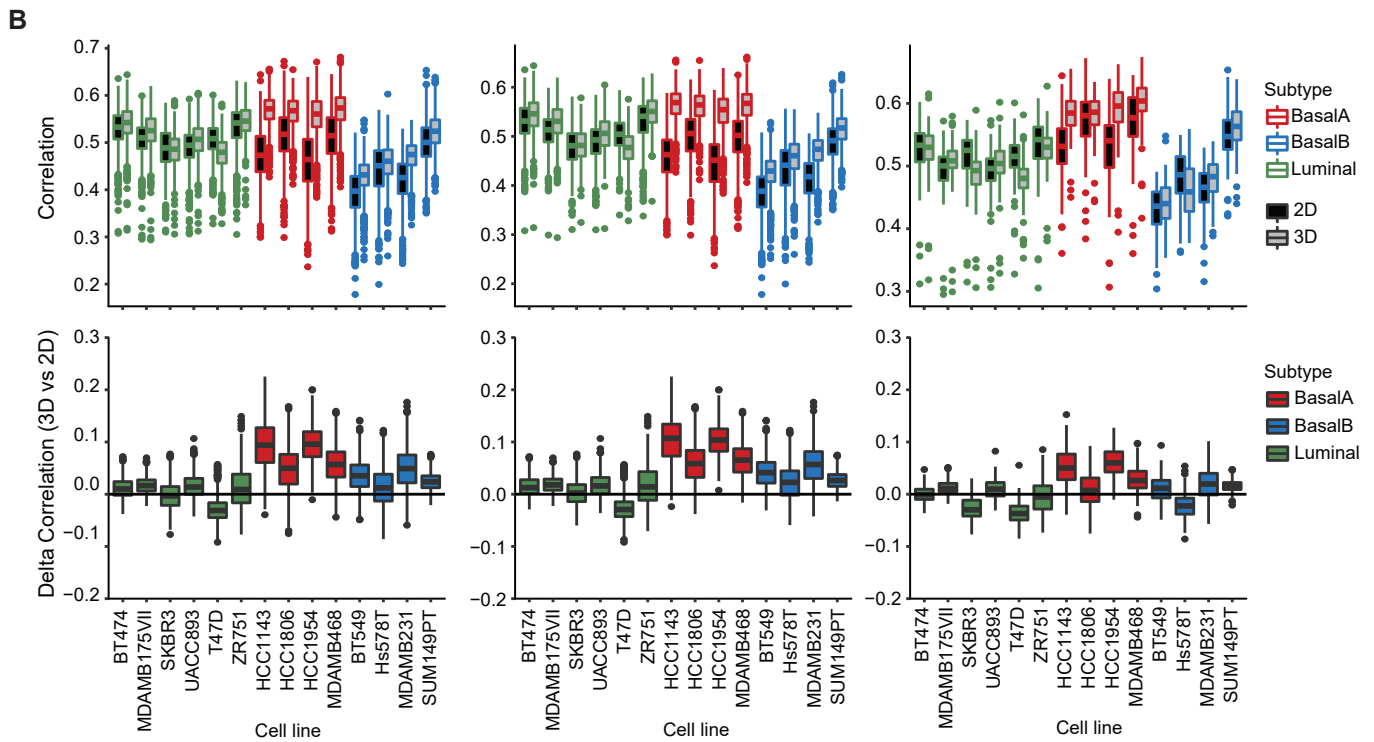 B
Correlation
0.7
0.6
0.5
0.4
0.3
0.2
0.6
0.5
0.4
0.3
0.2
0.6
0.5
0.4
0.3
Subtype
BasalA
BasalB
Luminal
2D
3D
Delta Correlation (3D vs 2D)
0.3
0.2
0.1
0.0
−0.1
−0.2
0.3
0.2
0.1
0.0
−0.1
−0.2
0.3
0.2
0.1
0.0
−0.1
−0.2
Subtype
BasalA
BasalB
Luminal
BT474
MDAMB175VII
SKBR3
UACC893
T47D
ZR751
HCC1143
HCC1806
HCC1954
MDAMB468
BT549
Hs578T
MDAMB231
SUM149PT
Cell line
BT474
MDAMB175VII
SKBR3
UACC893
T47D
ZR751
HCC1143
HCC1806
HCC1954
MDAMB468
BT549
Hs578T
MDAMB231
SUM149PT
Cell line
BT474
MDAMB175VII
SKBR3
UACC893
T47D
ZR751
HCC1143
HCC1806
HCC1954
MDAMB468
BT549
Hs578T
MDAMB231
SUM149PT
Cell line